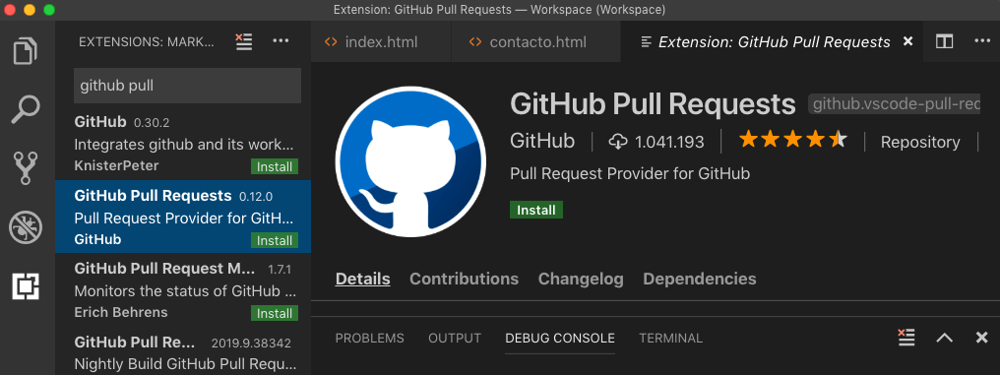 Extension: GitHub Pull Requests — Workspace (Workspace)
EXTENSIONS: MARK...
index.html
contacto.html
Extension: GitHub Pull Requests
github pull
GitHub 0.30.2
Integrates github and its work...
KnisterPeter Install
GitHub Pull Requests 0.12.0
Pull Request Provider for GitH...
GitHub Install
GitHub Pull Request M... 1.7.1
Monitors the status of GitHub ...
Erich Behrens Install
GitHub Pull Re... 2019.9.38342
Nightly Build GitHub Pull Requ...
GitHub Pull Requests github.vscode-pull-req
GitHub 1.041.193 Repository
Pull Request Provider for GitHub
Install
Details Contributions Changelog Dependencies
PROBLEMS OUTPUT DEBUG CONSOLE TERMINAL